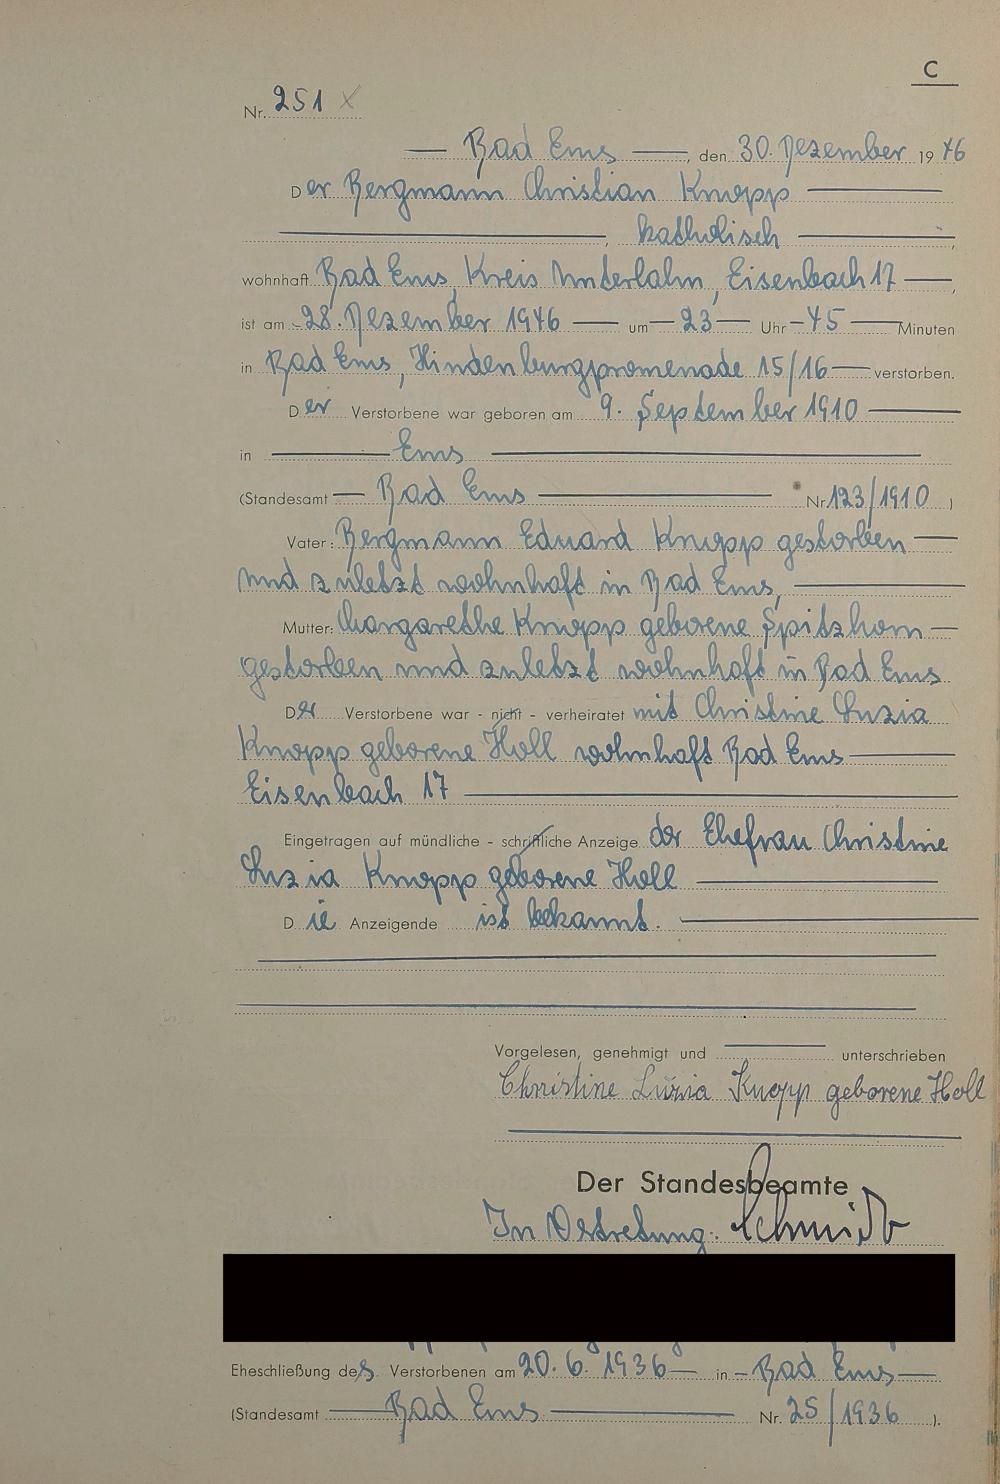 C
Nr. 251 X
Bad Ems, den 30. Dezember 1946
Der Bergmann Christian Knopp
katholisch,
wohnhaft Bad Ems, Kreis Unterlahn, Eisenbach 17,
ist am 28. Dezember 1946 um 23 Uhr 45 Minuten
in Bad Ems, Hindenburgpromenade 15/16 verstorben.
Der Verstorbene war geboren am 9. September 1910
in Ems
(Standesamt Bad Ems Nr 123/1910)
Vater: Bergmann Eduard Knopp gestorben
und zuletzt wohnhaft in Bad Ems,
Mutter: Margarethe Knopp geborene Spitzhorn
gestorben und zuletzt wohnhaft in Bad Ems
Der Verstorbene war - nicht - verheiratet mit Christine Luzia
Knopp geborene Holl wohnhaft Bad Ems
Eisenbach 17
Eingetragen auf mündliche - schriftliche Anzeige der Ehefrau Christine
Luzia Knopp geborene Holl
Die Anzeigende ist bekannt.
Vorgelesen, genehmigt und unterschrieben
Christine Luzia Knopp geborene Holl
Der Standesbeamte
In Vertretung: Schmidt
Eheschließung des Verstorbenen am 20.6.1936 in Bad Ems
(Standesamt Bad Ems Nr. 25/1936).